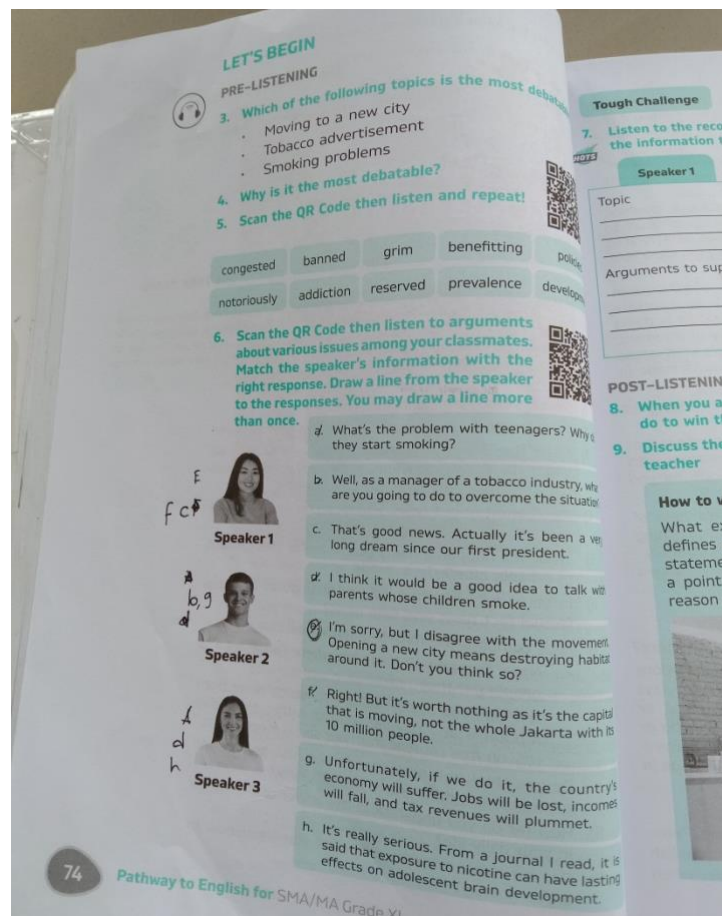 LET'S BEGIN
PRE-LISTENING
3. Which of the following topics is the most
• Moving to a new city
• Tobacco advertisement
• Smoking problems
4. Why is it the most debatable?
5. Scan the QR Code then listen and repeat!
congested banned grim benefitting
notoriously addiction reserved prevalence
6. Scan the QR Code then listen to arguments
about various issues among your classmates.
Match the speaker's information with the
right response. Draw a line from the speaker
to the responses. You may draw a line more
than once.
a. What's the problem with teenagers? Why
they start smoking?
b. Well, as a manager of a tobacco industry,
are you going to do to overcome the
c. That's good news. Actually it's been a
long dream since our first president.
d. I think it would be a good idea to talk
parents whose children smoke.
e. I'm sorry, but I disagree with the
Opening a new city means destroying
around it. Don't you think so?
f. Right! But it's worth nothing as it's the
that is moving, not the whole Jakarta with its
10 million people.
g. Unfortunately, if we do it, the country's
economy will suffer. Jobs will be lost, incomes
will fall, and tax revenues will plummet.
h. It's really serious. From a journal I read, it is
said that exposure to nicotine can have lasting
effects on adolescent brain development.
E
f c
Speaker 1
b, g
d
Speaker 2
d
h
Speaker 3
74
Pathway to English for SMA/MA Grade
Tough Challenge
7. Listen to the
the information
HOTS
Speaker 1
Topic
Arguments to
8. When you
do to win
9. Discuss the
teacher
How to
What
defines
a point
reason